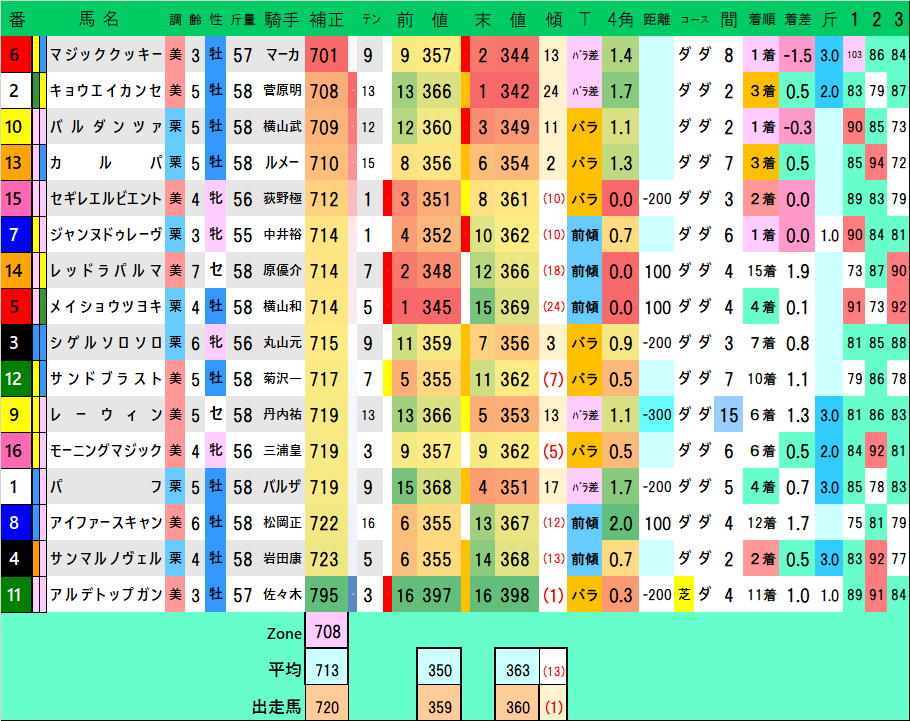 番 馬名 調 齢 性 斤量 騎手 補正 テン 前 値 末 値 傾 T 4角 距離 コース 間 着順 着差 斤 1 2 3
6 マジッククッキー 美 3 牡 57 マーカ 701 9 9 357 2 344 13 バラ差 1.4 ダ ダ 8 1着 -1.5 3.0 103 86 84
2 キョウエイカンセ 美 5 牡 58 菅原明 708 13 13 366 1 342 24 バラ差 1.7 ダ ダ 2 3着 0.5 2.0 83 79 87
10 バルダンツァ 栗 5 牡 58 横山武 709 12 12 360 3 349 11 バラ 1.1 ダ ダ 2 1着 -0.3 90 85 73
13 カルパ 栗 5 牡 58 ルメー 710 15 8 356 6 354 2 バラ 1.3 ダ ダ 7 3着 0.5 85 94 72
15 セギレエルビエント 美 4 牝 56 荻野極 712 1 3 351 8 361 (10) バラ 0.0 -200 ダ ダ 3 2着 0.0 89 83 79
7 ジャンヌドゥレーヴ 栗 3 牝 55 中井裕 714 1 4 352 10 362 (10) 前傾 0.7 ダ ダ 6 1着 0.0 1.0 90 84 81
14 レッドラパルマ 美 7 セ 58 原優介 714 7 2 348 12 366 (18) 前傾 0.0 100 ダ ダ 4 15着 1.9 73 87 90
5 メイショウツヨキ 栗 4 牡 58 横山和 714 5 1 345 15 369 (24) 前傾 0.0 100 ダ ダ 4 4着 0.1 91 73 92
3 シゲルソロソロ 栗 6 牝 56 丸山元 715 9 11 359 7 356 3 バラ 0.9 -200 ダ ダ 3 7着 0.8 81 85 88
12 サンドブラスト 美 5 牡 58 菊沢一 717 7 5 355 11 362 (7) バラ 0.5 ダ ダ 7 10着 1.1 79 86 78
9 レーウィン 美 5 セ 58 丹内祐 719 13 13 366 5 353 13 バラ差 1.1 -300 ダ ダ 15 6着 1.3 3.0 81 86 83
16 モーニングマジック 美 4 牝 56 三浦皇 719 3 9 357 9 362 (5) バラ 0.5 ダ ダ 6 6着 0.5 2.0 84 92 81
1 パフ 栗 5 牡 58 バルザ 719 9 15 368 4 351 17 バラ差 1.7 -200 ダ ダ 5 4着 0.7 3.0 85 78 83
8 アイファースキャン 美 6 牡 58 松岡正 722 16 6 355 13 367 (12) 前傾 2.0 100 ダ ダ 4 12着 1.7 75 81 79
4 サンマルノヴェル 栗 4 牡 58 岩田康 723 5 6 355 14 368 (13) 前傾 0.7 ダ ダ 2 2着 0.5 3.0 83 92 77
11 アルデトップガン 美 3 牡 57 佐々木 795 3 16 397 16 398 (1) バラ 0.3 -200 芝 ダ 4 11着 1.0 1.0 89 91 84
Zone 708
平均 713 350 363 (13)
出走馬 720 359 360 (1)